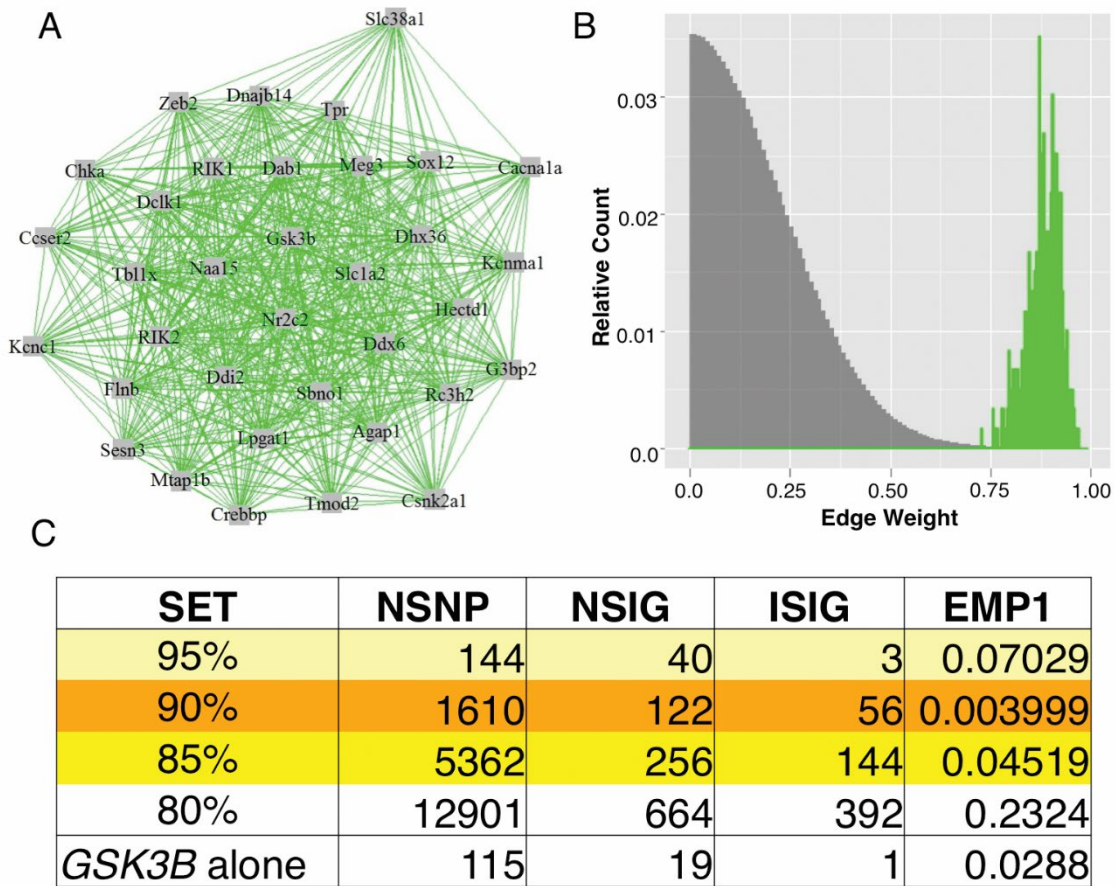 A
Slc38a1
Zeb2 Dnajb14 Tpr
Chka RIK1 Dab1 Meg3 Sox12 Cacna1a
Dclk1
Ccser2 Gsk3b Dhx36
Tbl1x Naa15 Slc1a2 Kcnma1
Hectd1
Nr2c2
Kcnc1 RIK2 Ddx6
G3bp2
Flnb Ddi2 Sbno1 Rc3h2
Sesn3 Lpgat1 Agap1
Mtap1b
Crebbp Tmod2 Csnk2a1
B
Relative Count
0.03
0.02
0.01
0.0
0.0 0.25 0.50 0.75 1.00
Edge Weight
C
SET NSNP NSIG ISIG EMP1
95% 144 40 3 0.07029
90% 1610 122 56 0.003999
85% 5362 256 144 0.04519
80% 12901 664 392 0.2324
GSK3B alone 115 19 1 0.0288